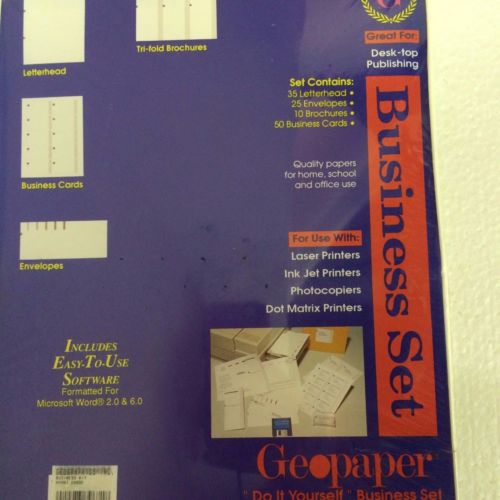 Letterhead
Tri-fold Brochures
Business Cards
Envelopes
INCLUDES
EASY-TO-USE
SOFTWARE
Formatted For
Microsoft Word® 2.0 & 6.0
Great For:
Desk-top
Publishing
Set Contains:
35 Letterhead •
25 Envelopes •
10 Brochures •
50 Business Cards •
Quality papers
for home, school
and office use
For Use With:
Laser Printers
Ink Jet Printers
Photocopiers
Dot Matrix Printers
Business Set
Geopaper
"Do It Yourself" Business Set